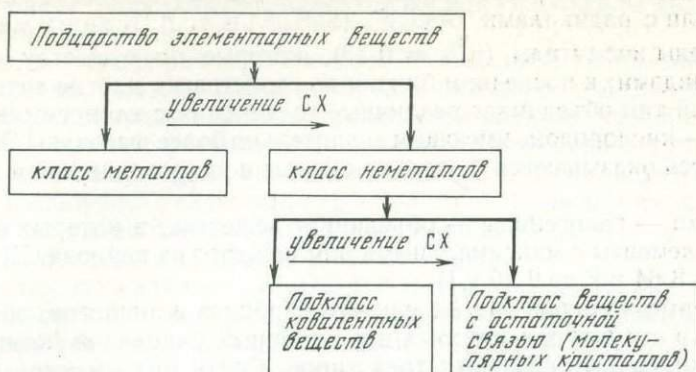 Подцарство элементарных веществ
увеличение СХ
класс металлов
класс неметаллов
увеличение СХ
Подкласс
ковалентных
веществ
Подкласс веществ
с остаточной
связью (молеку-
лярных кристаллов)